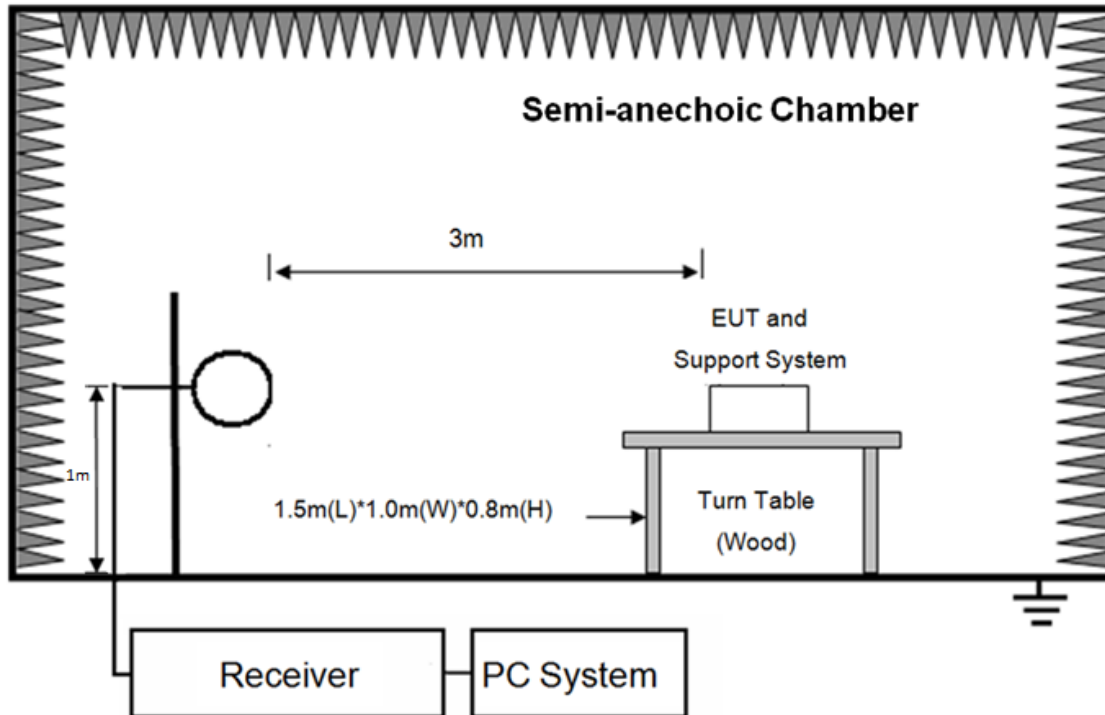 Semi-anechoic Chamber
3m
EUT and
Support System
1m
1.5m(L)*1.0m(W)*0.8m(H)
Turn Table
(Wood)
Receiver
PC System